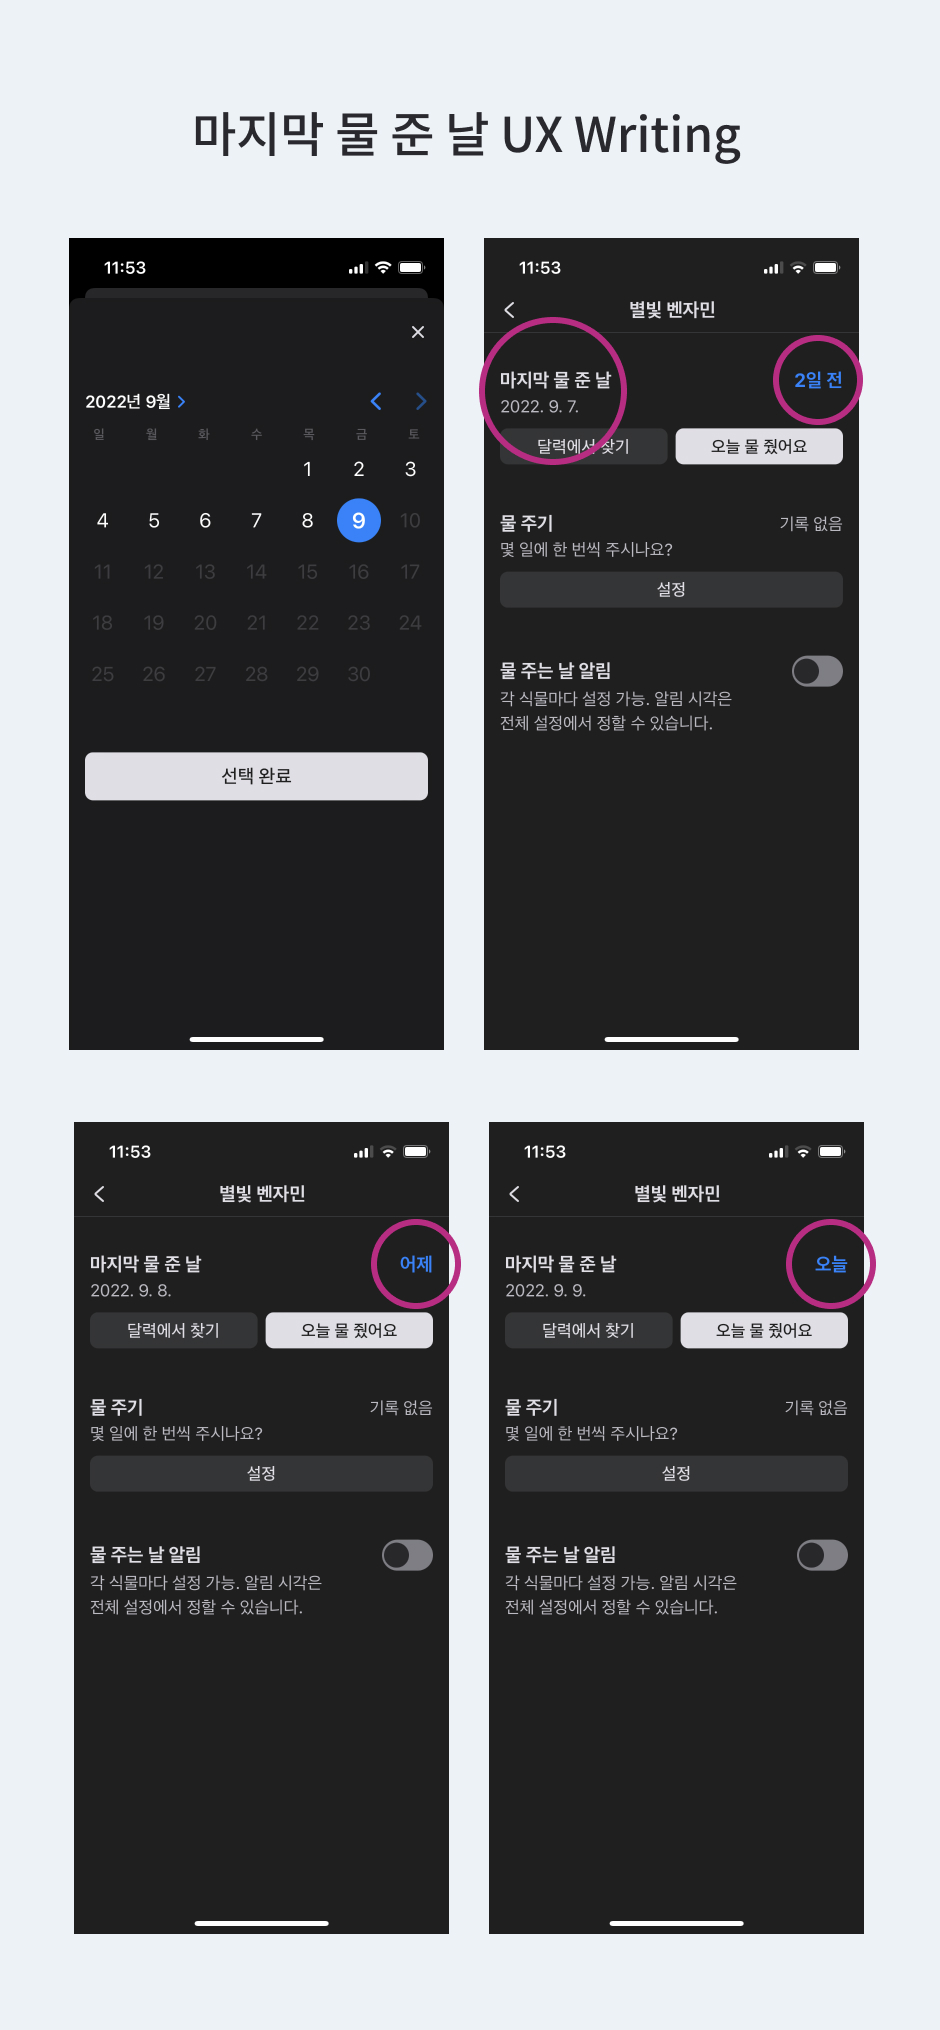 마지막 물 준 날 UX Writing
11:53
2022년 9월
일 월 화 수 목 금 토
1 2 3
4 5 6 7 8 9 10
11 12 13 14 15 16 17
18 19 20 21 22 23 24
25 26 27 28 29 30
선택 완료
11:53
별빛 벤자민
마지막 물 준 날 2일 전
2022. 9. 7.
달력에서 찾기 오늘 물 줬어요
물 주기 기록 없음
몇 일에 한 번씩 주시나요?
설정
물 주는 날 알림
각 식물마다 설정 가능. 알림 시각은
전체 설정에서 정할 수 있습니다.
11:53
별빛 벤자민
마지막 물 준 날 어제
2022. 9. 8.
달력에서 찾기 오늘 물 줬어요
물 주기 기록 없음
몇 일에 한 번씩 주시나요?
설정
물 주는 날 알림
각 식물마다 설정 가능. 알림 시각은
전체 설정에서 정할 수 있습니다.
11:53
별빛 벤자민
마지막 물 준 날 오늘
2022. 9. 9.
달력에서 찾기 오늘 물 줬어요
물 주기 기록 없음
몇 일에 한 번씩 주시나요?
설정
물 주는 날 알림
각 식물마다 설정 가능. 알림 시각은
전체 설정에서 정할 수 있습니다.